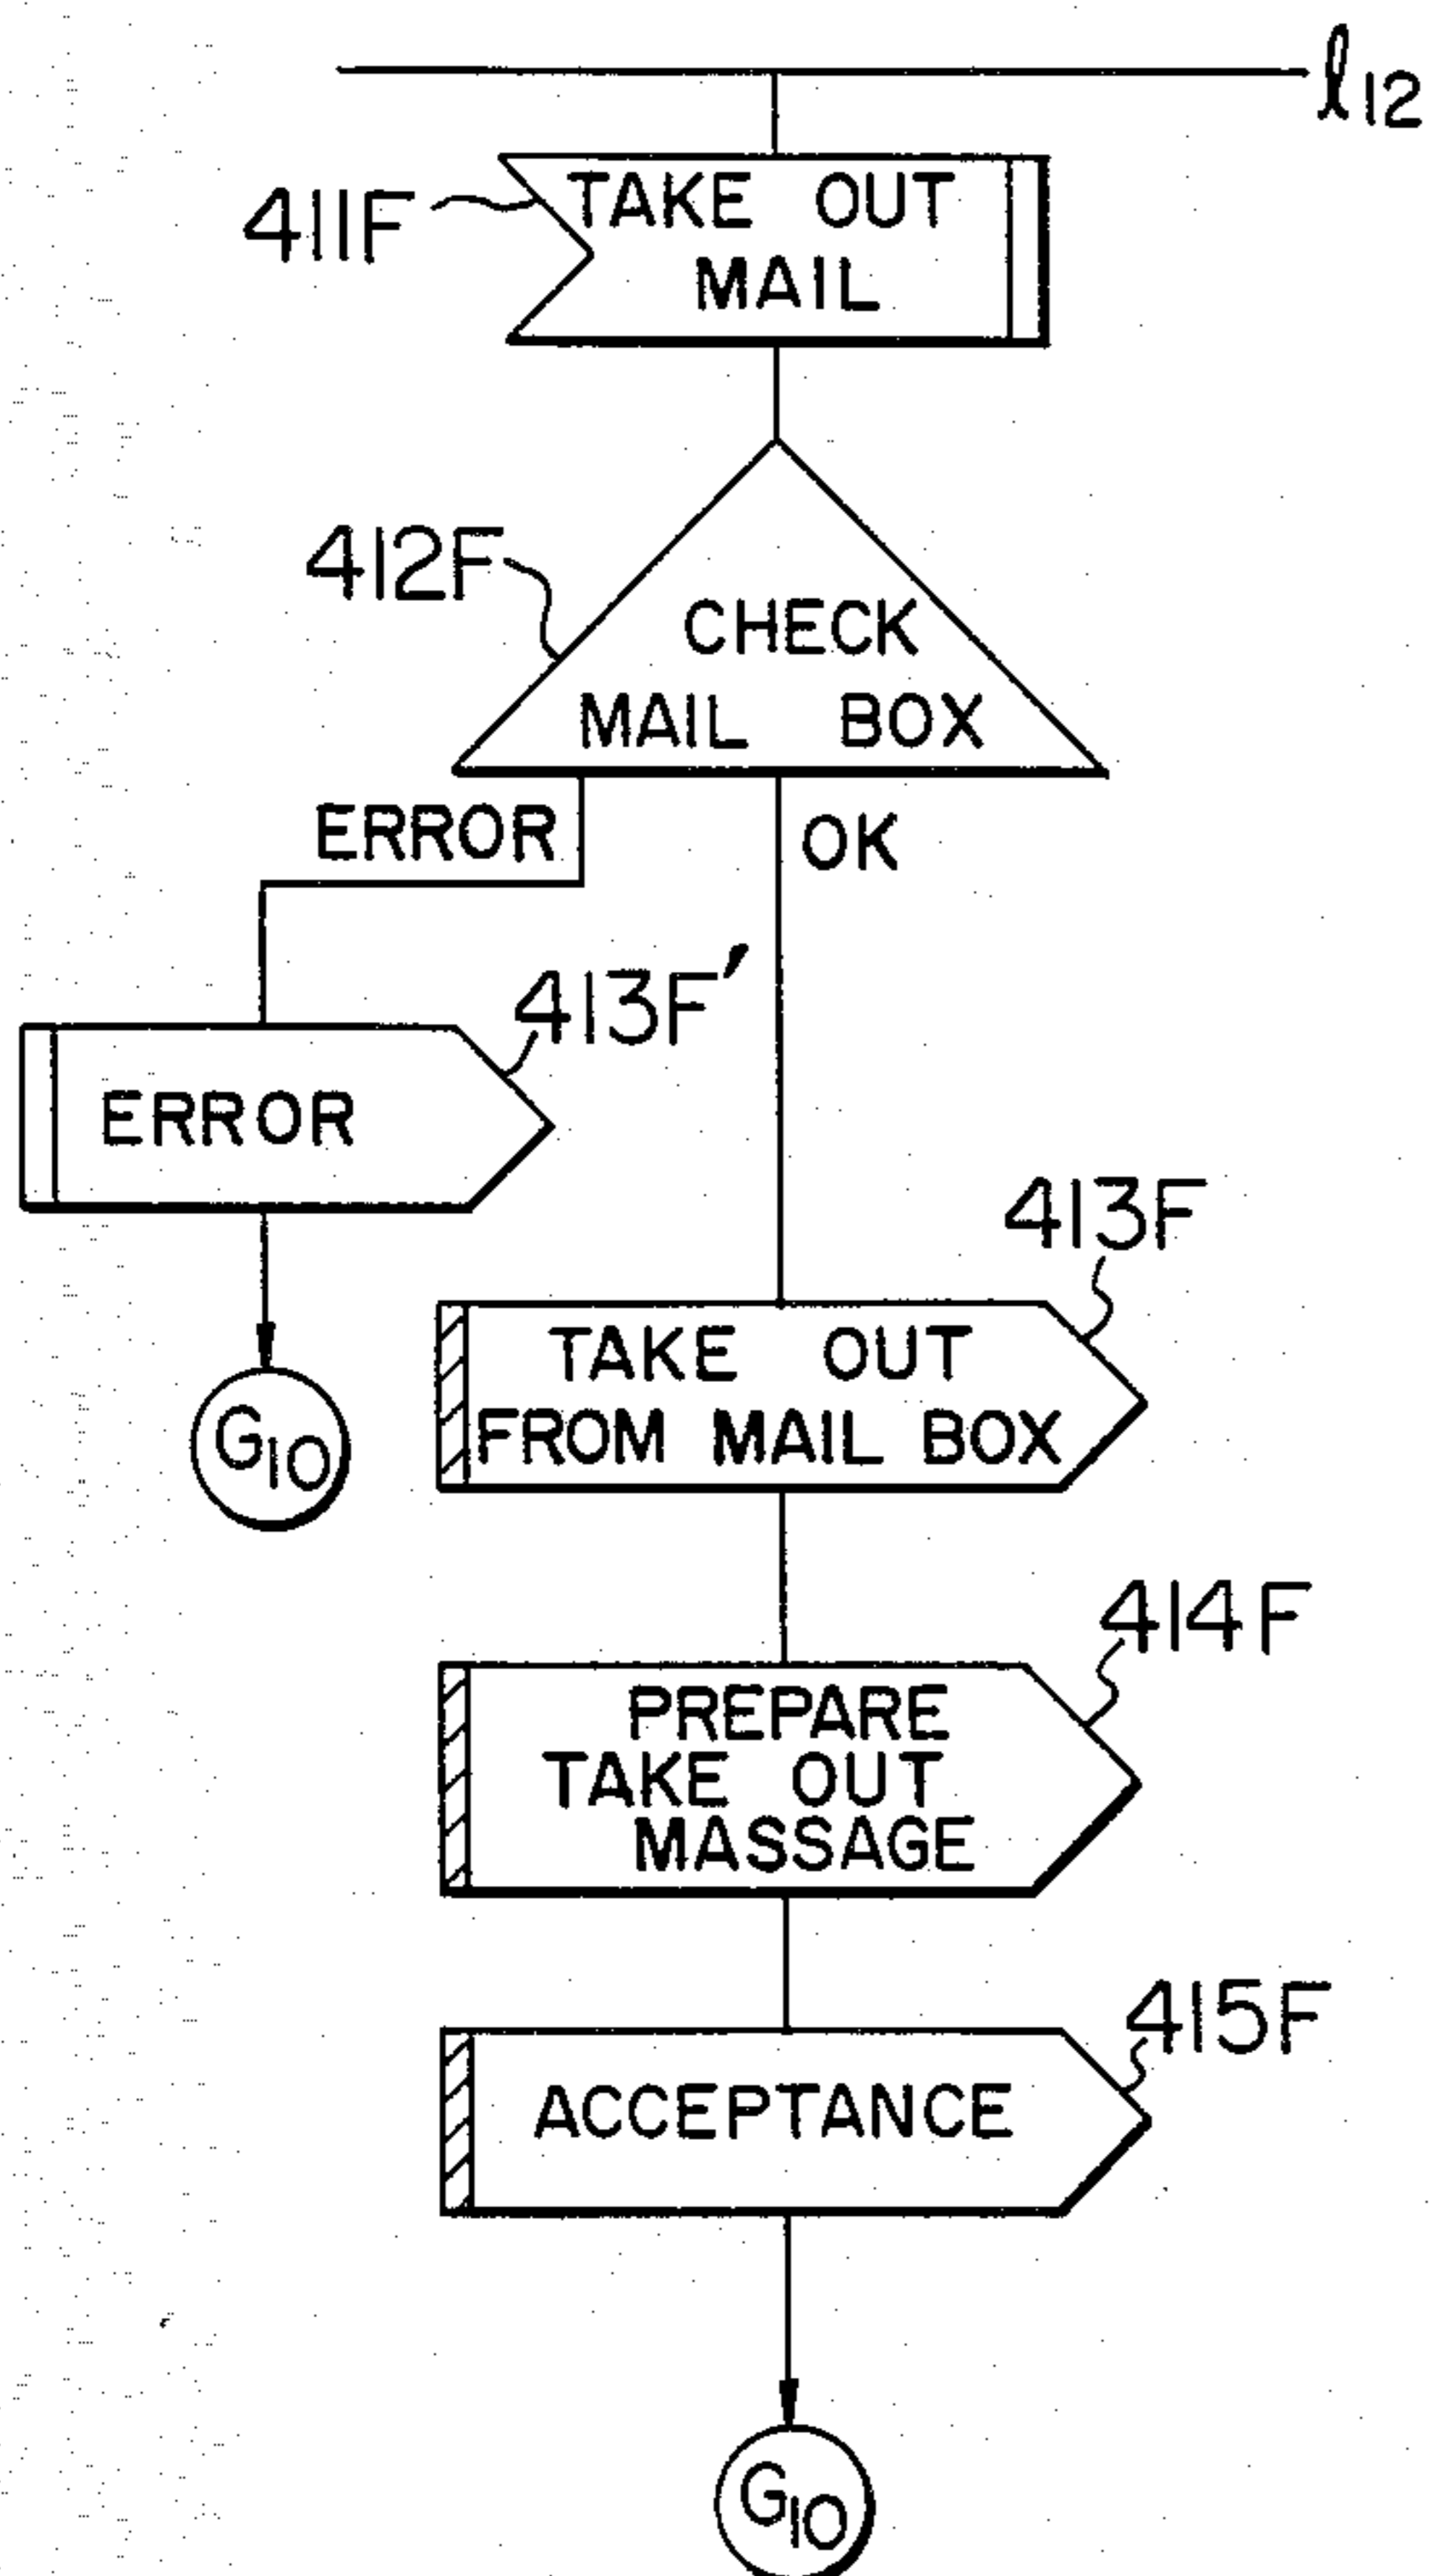 l12
411F
TAKE OUT
MAIL
412F
CHECK
MAIL BOX
ERROR
OK
413F'
ERROR
413F
TAKE OUT
FROM MAIL BOX
G10
414F
PREPARE
TAKE OUT
MASSAGE
415F
ACCEPTANCE
G10